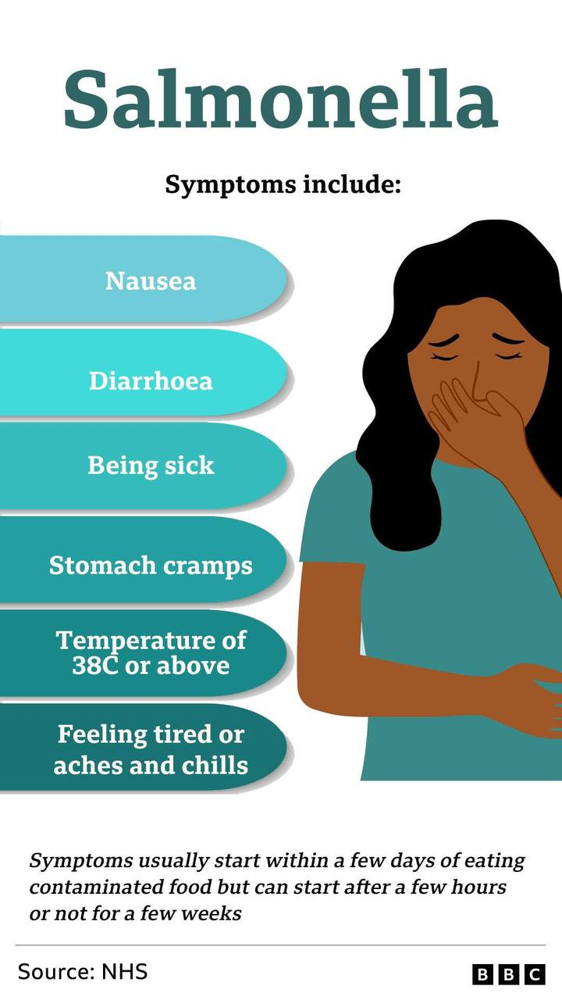 Salmonella
Symptoms include:
Nausea
Diarrhoea
Being sick
Stomach cramps
Temperature of
38C or above
Feeling tired or
aches and chills
Symptoms usually start within a few days of eating
contaminated food but can start after a few hours
or not for a few weeks
Source: NHS
BBC